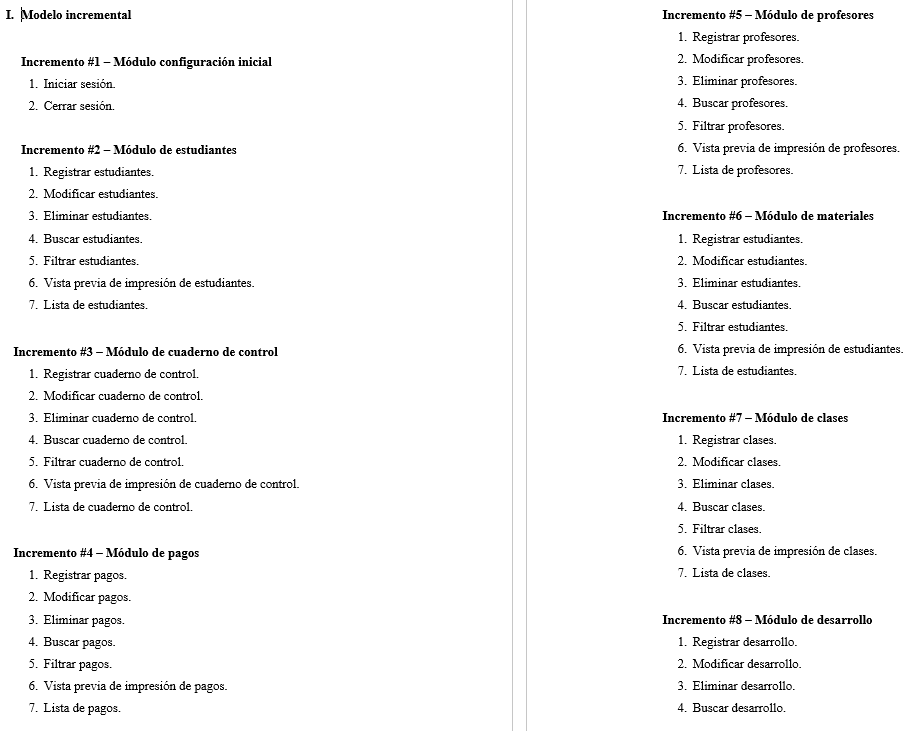 I. Modelo incremental
Incremento #1 – Módulo configuración inicial
1. Iniciar sesión.
2. Cerrar sesión.
Incremento #2 – Módulo de estudiantes
1. Registrar estudiantes.
2. Modificar estudiantes.
3. Eliminar estudiantes.
4. Buscar estudiantes.
5. Filtrar estudiantes.
6. Vista previa de impresión de estudiantes.
7. Lista de estudiantes.
Incremento #3 – Módulo de cuaderno de control
1. Registrar cuaderno de control.
2. Modificar cuaderno de control.
3. Eliminar cuaderno de control.
4. Buscar cuaderno de control.
5. Filtrar cuaderno de control.
6. Vista previa de impresión de cuaderno de control.
7. Lista de cuaderno de control.
Incremento #4 – Módulo de pagos
1. Registrar pagos.
2. Modificar pagos.
3. Eliminar pagos.
4. Buscar pagos.
5. Filtrar pagos.
6. Vista previa de impresión de pagos.
7. Lista de pagos.
Incremento #5 – Módulo de profesores
1. Registrar profesores.
2. Modificar profesores.
3. Eliminar profesores.
4. Buscar profesores.
5. Filtrar profesores.
6. Vista previa de impresión de profesores.
7. Lista de profesores.
Incremento #6 – Módulo de materiales
1. Registrar estudiantes.
2. Modificar estudiantes.
3. Eliminar estudiantes.
4. Buscar estudiantes.
5. Filtrar estudiantes.
6. Vista previa de impresión de estudiantes.
7. Lista de estudiantes.
Incremento #7 – Módulo de clases
1. Registrar clases.
2. Modificar clases.
3. Eliminar clases.
4. Buscar clases.
5. Filtrar clases.
6. Vista previa de impresión de clases.
7. Lista de clases.
Incremento #8 – Módulo de desarrollo
1. Registrar desarrollo.
2. Modificar desarrollo.
3. Eliminar desarrollo.
4. Buscar desarrollo.